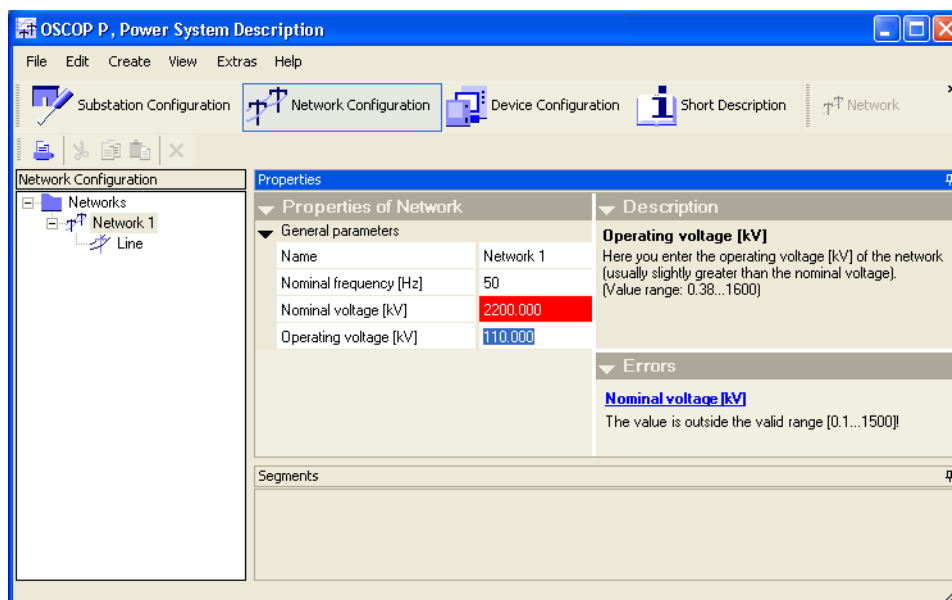 OSCOP P, Power System Description
File Edit Create View Extras Help
Substation Configuration Network Configuration Device Configuration Short Description Network
Network Configuration
Networks
Network 1
Line
Properties
Properties of Network
General parameters
Name Network 1
Nominal frequency [Hz] 50
Nominal voltage [kV] 2200.000
Operating voltage [kV] 110.000
Description
Operating voltage [kV]
Here you enter the operating voltage [kV] of the network
(usually slightly greater than the nominal voltage).
(Value range: 0.38...1600)
Errors
Nominal voltage [kV]
The value is outside the valid range [0.1...1500]!
Segments